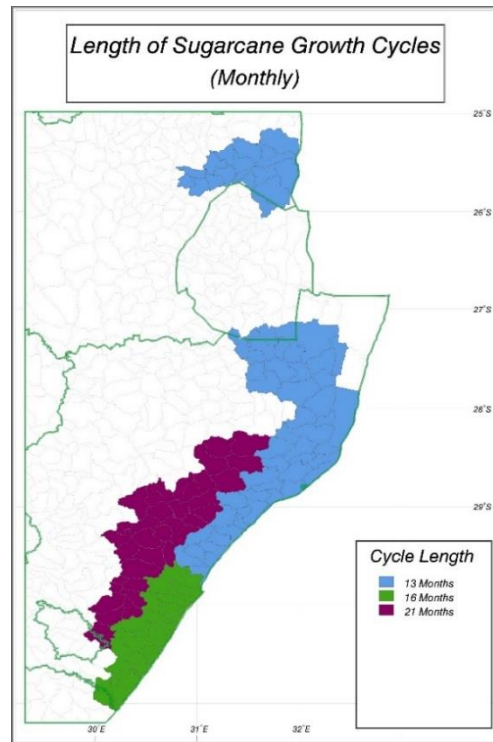 Length of Sugarcane Growth Cycles
(Monthly)
25°S
26°S
27°S
28°S
29°S
Cycle Length
13 Months
16 Months
21 Months
30°E
31°E
32°E